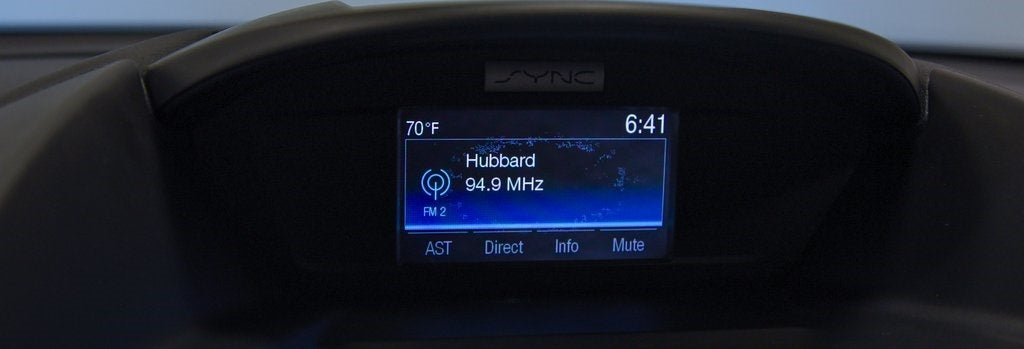 SYNC
70°F 6:41
Hubbard
94.9 MHz
FM 2
AST Direct Info Mute